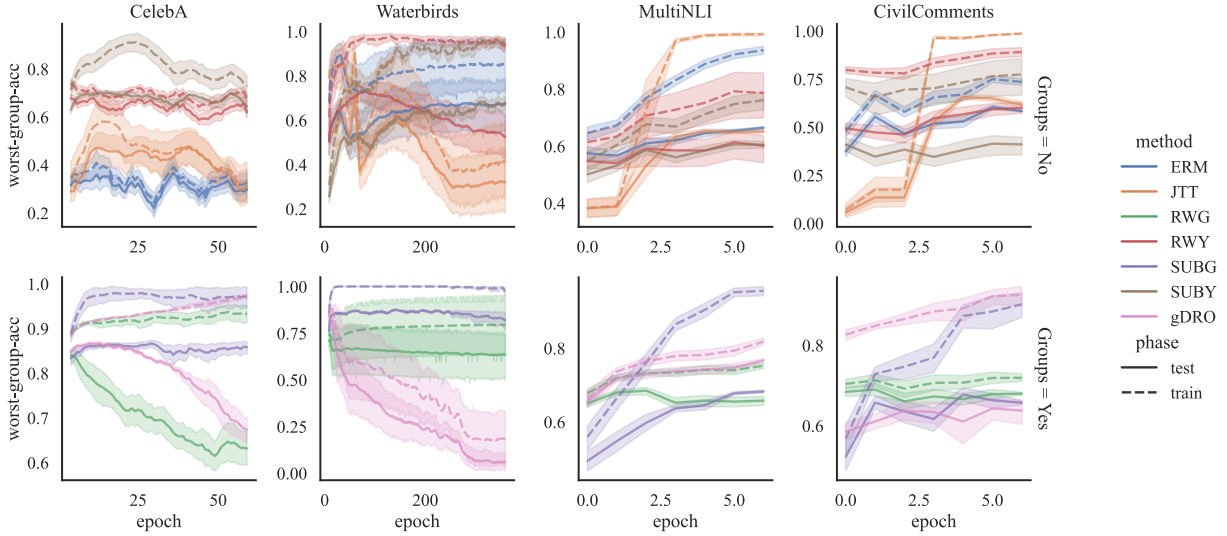 CelebA
Waterbirds
MultiNLI
CivilComments
worst-group-acc
0.8
0.6
0.4
0.2
25
50
1.0
0.8
0.6
0.4
0.2
0
200
1.0
0.8
0.6
0.4
0.0
2.5
5.0
1.00
0.75
0.50
0.25
0.00
0.0
2.5
5.0
Groups = No
worst-group-acc
1.0
0.9
0.8
0.7
0.6
25
50
epoch
1.00
0.75
0.50
0.25
0.00
0
200
epoch
0.8
0.6
0.0
2.5
5.0
epoch
0.8
0.6
0.0
2.5
5.0
epoch
Groups = Yes
method
ERM
JTT
RWG
RWY
SUBG
SUBY
gDRO
phase
test
train